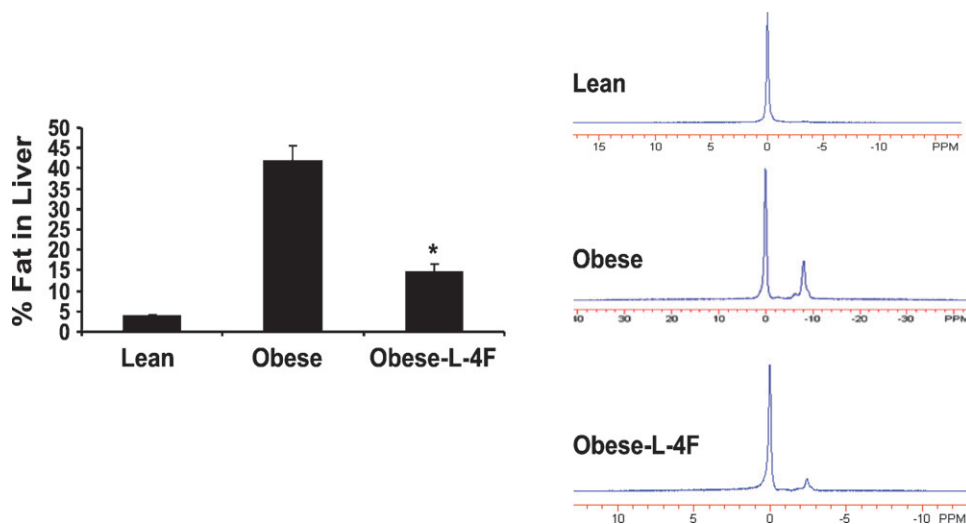 % Fat in Liver
50
45
40
35
30
25
20
15
10
5
0
*
Lean
Obese
Obese-L-4F
Lean
15 10 5 0 -5 -10 PPM
Obese
40 30 20 10 0 -10 -20 -30 PPM
Obese-L-4F
10 5 0 -5 -10 PPM